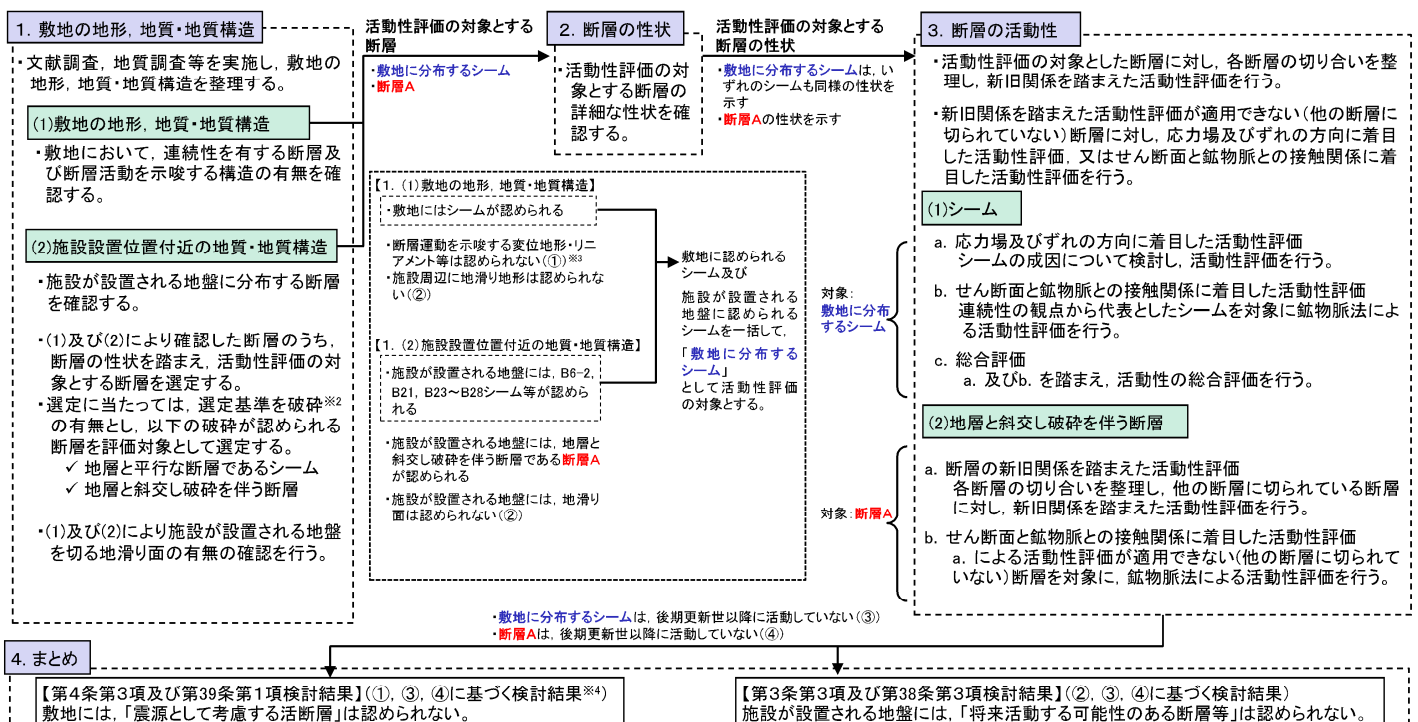 1. 敷地の地形，地質・地質構造
・文献調査，地質調査等を実施し，敷地の
地形，地質・地質構造を整理する。
(1)敷地の地形，地質・地質構造
・敷地において，連続性を有する断層及
び断層活動を示唆する構造の有無を確
認する。
(2)施設設置位置付近の地質・地質構造
・施設が設置される地盤に分布する断層
を確認する。
・(1)及び(2)により確認した断層のうち，
断層の性状を踏まえ，活動性評価の対
象とする断層を選定する。
・選定に当たっては，選定基準を破砕※2
の有無とし，以下の破砕が認められる
断層を評価対象として選定する。
✓ 地層と平行な断層であるシーム
✓ 地層と斜交し破砕を伴う断層
・(1)及び(2)により施設が設置される地盤
を切る地滑り面の有無の確認を行う。
活動性評価の対象とする
断層
・敷地に分布するシーム
・断層A
2. 断層の性状
・活動性評価の対
象とする断層の
詳細な性状を確
認する。
活動性評価の対象とする
断層の性状
・敷地に分布するシームは，い
ずれのシームも同様の性状を
示す
・断層Aの性状を示す
【1. (1)敷地の地形，地質・地質構造】
・敷地にはシームが認められる
・断層運動を示唆する変位地形・リニ
アメント等は認められない(①)※3
・施設周辺に地滑り地形は認められな
い(②)
【1. (2)施設設置位置付近の地質・地質構造】
・施設が設置される地盤には，B6-2，
B21，B23～B28シーム等が認めら
れる
・施設が設置される地盤には，地層と
斜交し破砕を伴う断層である断層A
が認められる
・施設が設置される地盤には，地滑り
面は認められない(②)
敷地に認められる
シーム及び
施設が設置される
地盤に認められる
シームを一括して，
「敷地に分布する
シーム」
として活動性評価
の対象とする。
3. 断層の活動性
・活動性評価の対象とした断層に対し，各断層の切り合いを整
理し，新旧関係を踏まえた活動性評価を行う。
・新旧関係を踏まえた活動性評価が適用できない(他の断層に
切られていない)断層に対し，応力場及びずれの方向に着目
した活動性評価，又はせん断面と鉱物脈との接触関係に着
目した活動性評価を行う。
(1)シーム
対象：
敷地に分布
するシーム
a. 応力場及びずれの方向に着目した活動性評価
シームの成因について検討し，活動性評価を行う。
b. せん断面と鉱物脈との接触関係に着目した活動性評価
連続性の観点から代表としたシームを対象に鉱物脈法によ
る活動性評価を行う。
c. 総合評価
a. 及びb. を踏まえ，活動性の総合評価を行う。
(2)地層と斜交し破砕を伴う断層
対象：断層A
a. 断層の新旧関係を踏まえた活動性評価
各断層の切り合いを整理し，他の断層に切られている断層
に対し，新旧関係を踏まえた活動性評価を行う。
b. せん断面と鉱物脈との接触関係に着目した活動性評価
a. による活動性評価が適用できない(他の断層に切られて
いない)断層を対象に，鉱物脈法による活動性評価を行う。
・敷地に分布するシームは，後期更新世以降に活動していない(③)
・断層Aは，後期更新世以降に活動していない(④)
4. まとめ
【第4条第3項及び第39条第1項検討結果】(①，③，④に基づく検討結果※4)
敷地には，「震源として考慮する活断層」は認められない。
【第3条第3項及び第38条第3項検討結果】(②，③，④に基づく検討結果)
施設が設置される地盤には，「将来活動する可能性のある断層等」は認められない。